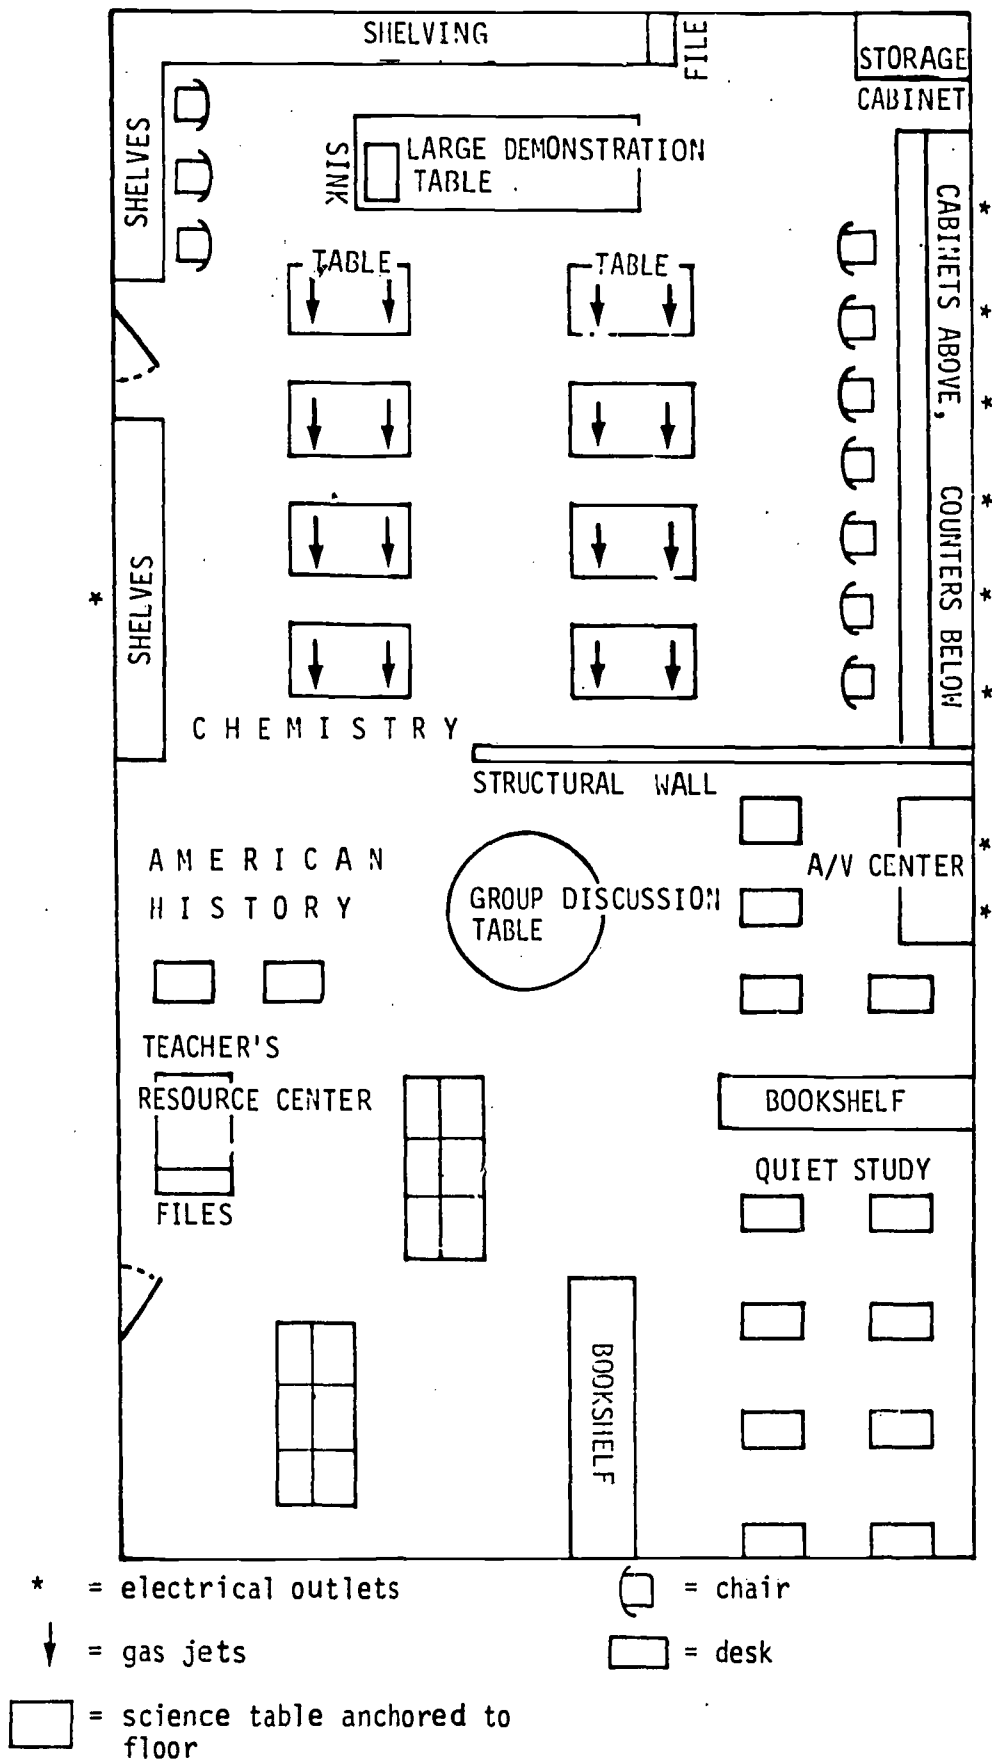 SHELVING
FILE
STORAGE
CABINET
SHELVES
SINK
LARGE DEMONSTRATION
TABLE
TABLE
TABLE
CABINETS ABOVE, COUNTERS BELOW
*
*
*
*
*
*
*
SHELVES
CHEMISTRY
STRUCTURAL WALL
AMERICAN
HISTORY
GROUP DISCUSSION
TABLE
A/V CENTER
*
*
TEACHER'S
RESOURCE CENTER
FILES
BOOKSHELF
QUIET STUDY
BOOKSHELF
* = electrical outlets
= chair
= gas jets
= desk
= science table anchored to
floor